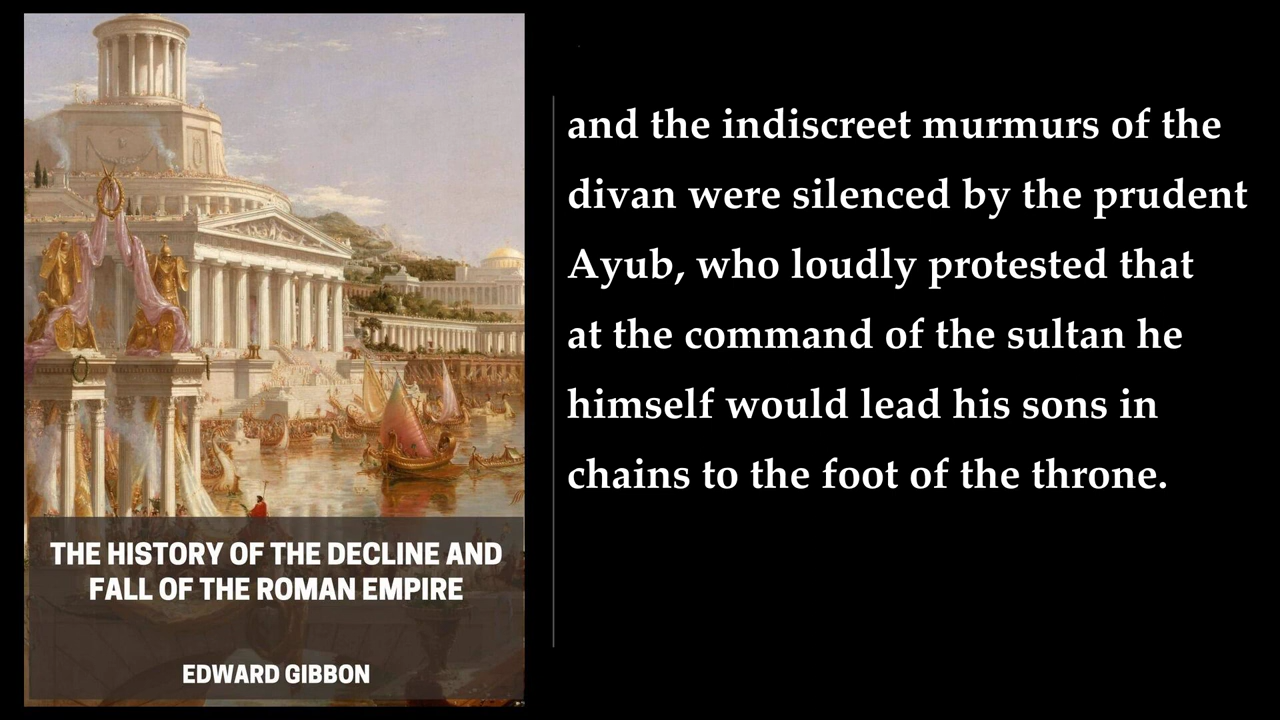 THE HISTORY OF THE DECLINE AND
FALL OF THE ROMAN EMPIRE
EDWARD GIBBON
and the indiscreet murmurs of the
divan were silenced by the prudent
Ayub, who loudly protested that
at the command of the sultan he
himself would lead his sons in
chains to the foot of the throne.